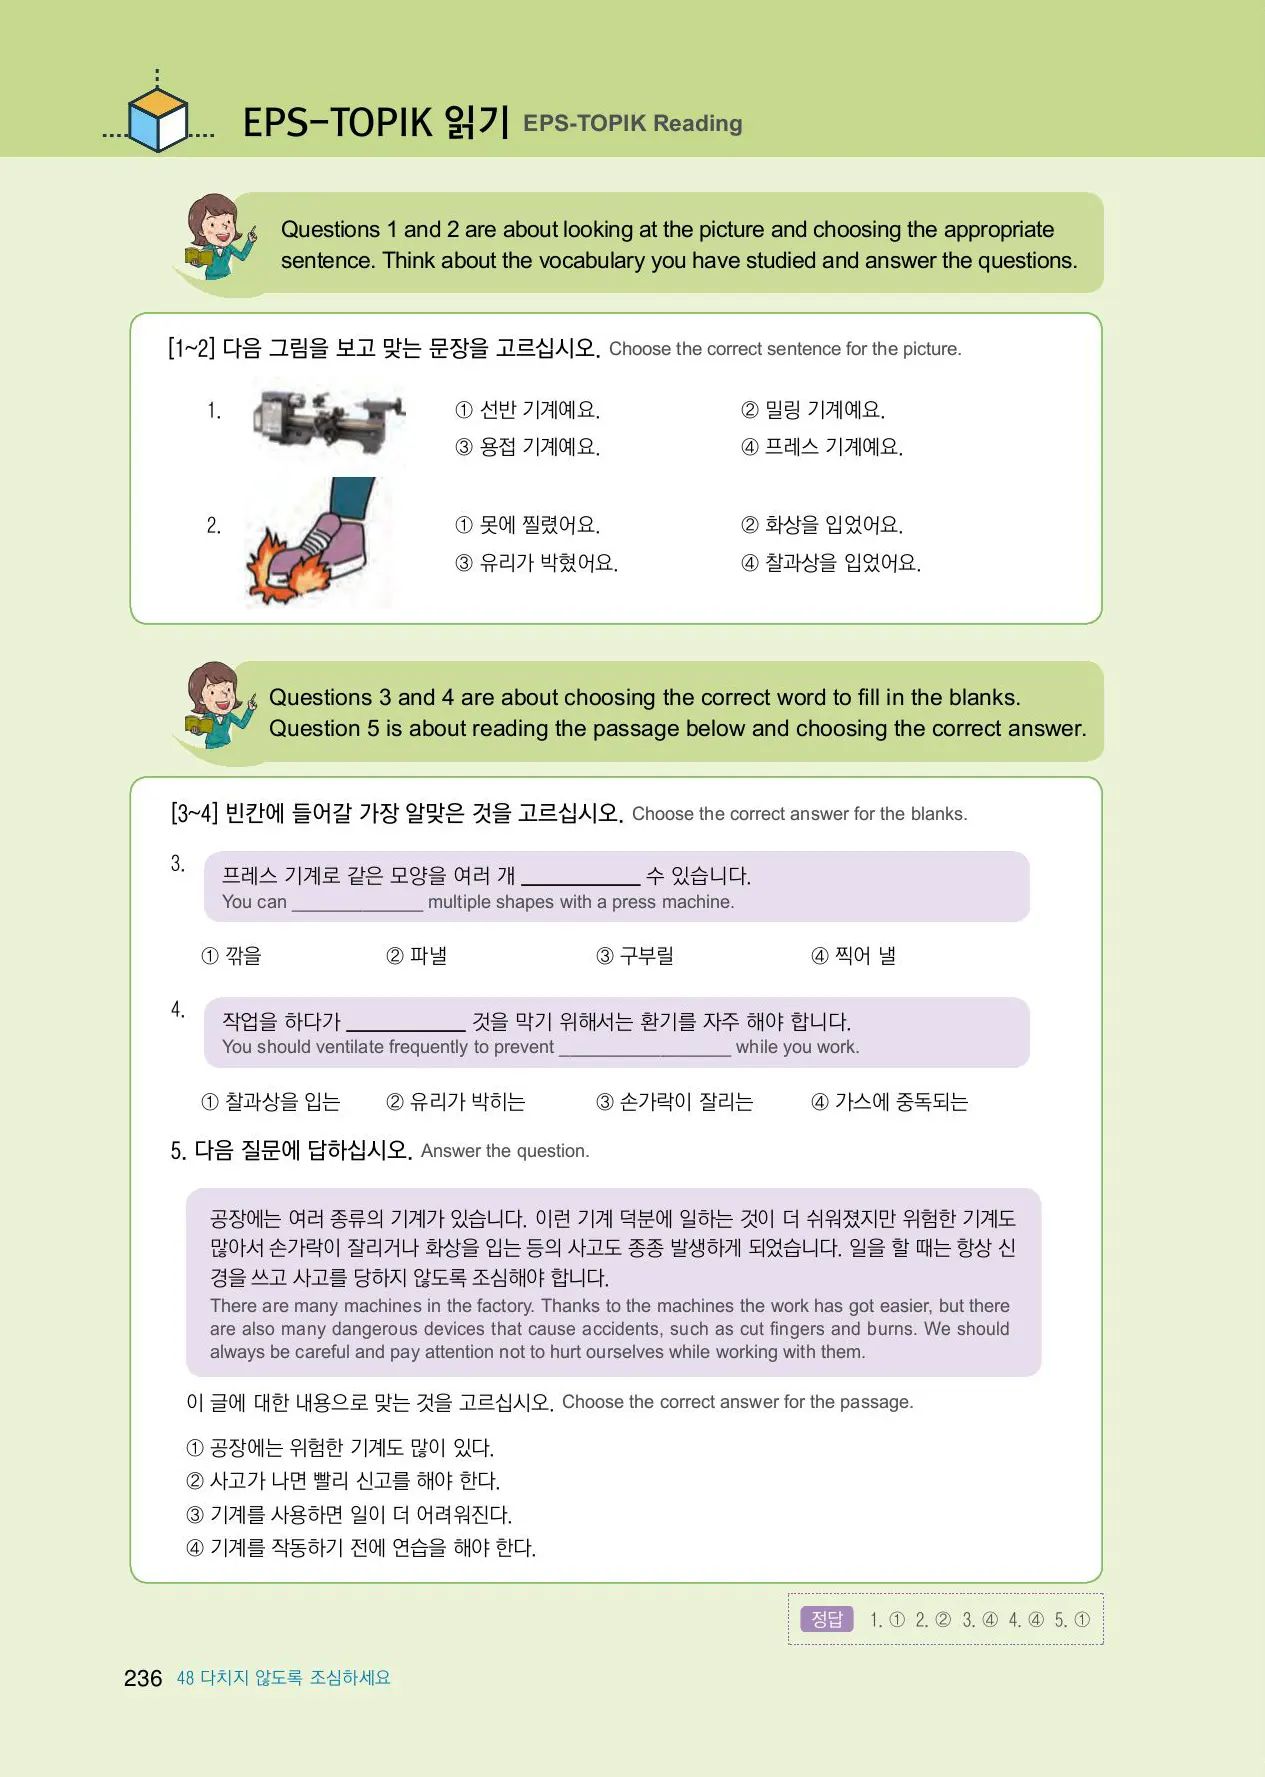 EPS-TOPIK 읽기 EPS-TOPIK Reading
Questions 1 and 2 are about looking at the picture and choosing the appropriate
sentence. Think about the vocabulary you have studied and answer the questions.
[1~2] 다음 그림을 보고 맞는 문장을 고르십시오. Choose the correct sentence for the picture.
1. ① 선반 기계예요. ② 밀링 기계예요.
③ 용접 기계예요. ④ 프레스 기계예요.
2. ① 못에 찔렸어요. ② 화상을 입었어요.
③ 유리가 박혔어요. ④ 찰과상을 입었어요.
Questions 3 and 4 are about choosing the correct word to fill in the blanks.
Question 5 is about reading the passage below and choosing the correct answer.
[3~4] 빈칸에 들어갈 가장 알맞은 것을 고르십시오. Choose the correct answer for the blanks.
3. 프레스 기계로 같은 모양을 여러 개 ____________ 수 있습니다.
You can _____________ multiple shapes with a press machine.
① 깎을 ② 파낼 ③ 구부릴 ④ 찍어 낼
4. 작업을 하다가 ____________ 것을 막기 위해서는 환기를 자주 해야 합니다.
You should ventilate frequently to prevent _________________ while you work.
① 찰과상을 입는 ② 유리가 박히는 ③ 손가락이 잘리는 ④ 가스에 중독되는
5. 다음 질문에 답하십시오. Answer the question.
공장에는 여러 종류의 기계가 있습니다. 이런 기계 덕분에 일하는 것이 더 쉬워졌지만 위험한 기계도
많아서 손가락이 잘리거나 화상을 입는 등의 사고도 종종 발생하게 되었습니다. 일을 할 때는 항상 신
경을 쓰고 사고를 당하지 않도록 조심해야 합니다.
There are many machines in the factory. Thanks to the machines the work has got easier, but there
are also many dangerous devices that cause accidents, such as cut fingers and burns. We should
always be careful and pay attention not to hurt ourselves while working with them.
이 글에 대한 내용으로 맞는 것을 고르십시오. Choose the correct answer for the passage.
① 공장에는 위험한 기계도 많이 있다.
② 사고가 나면 빨리 신고를 해야 한다.
③ 기계를 사용하면 일이 더 어려워진다.
④ 기계를 작동하기 전에 연습을 해야 한다.
정답 1. ① 2. ② 3. ④ 4. ④ 5. ①
236 48 다치지 않도록 조심하세요